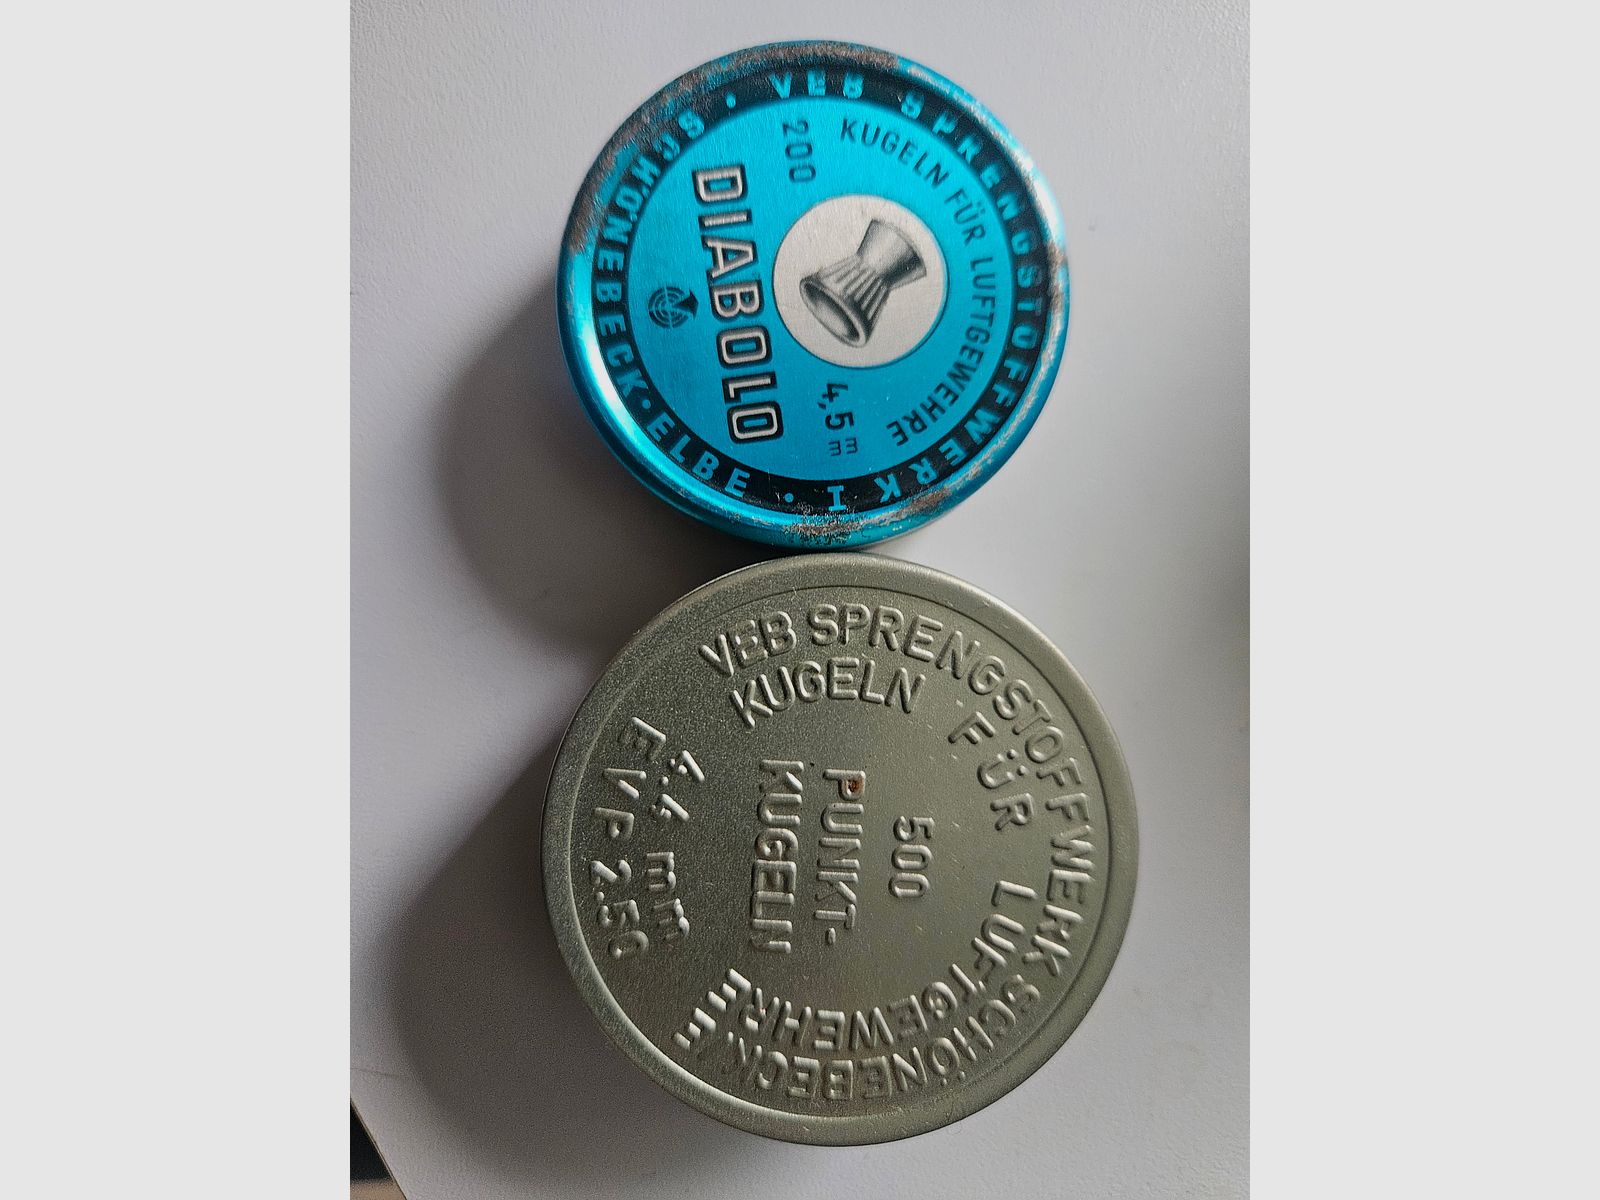 VEB SPRENGSTOFFWERK I
SCHÖNEBECK·ELBE
KUGELN FÜR LUFTGEWEHRE
200
4,5 mm
DIABOLO
VEB SPRENGSTOFFWERK SCHÖNEBECK. E
KUGELN FÜR LUFTGEWEHRE
500
PUNKT-
KUGELN
4.4 mm
EVP 2.50